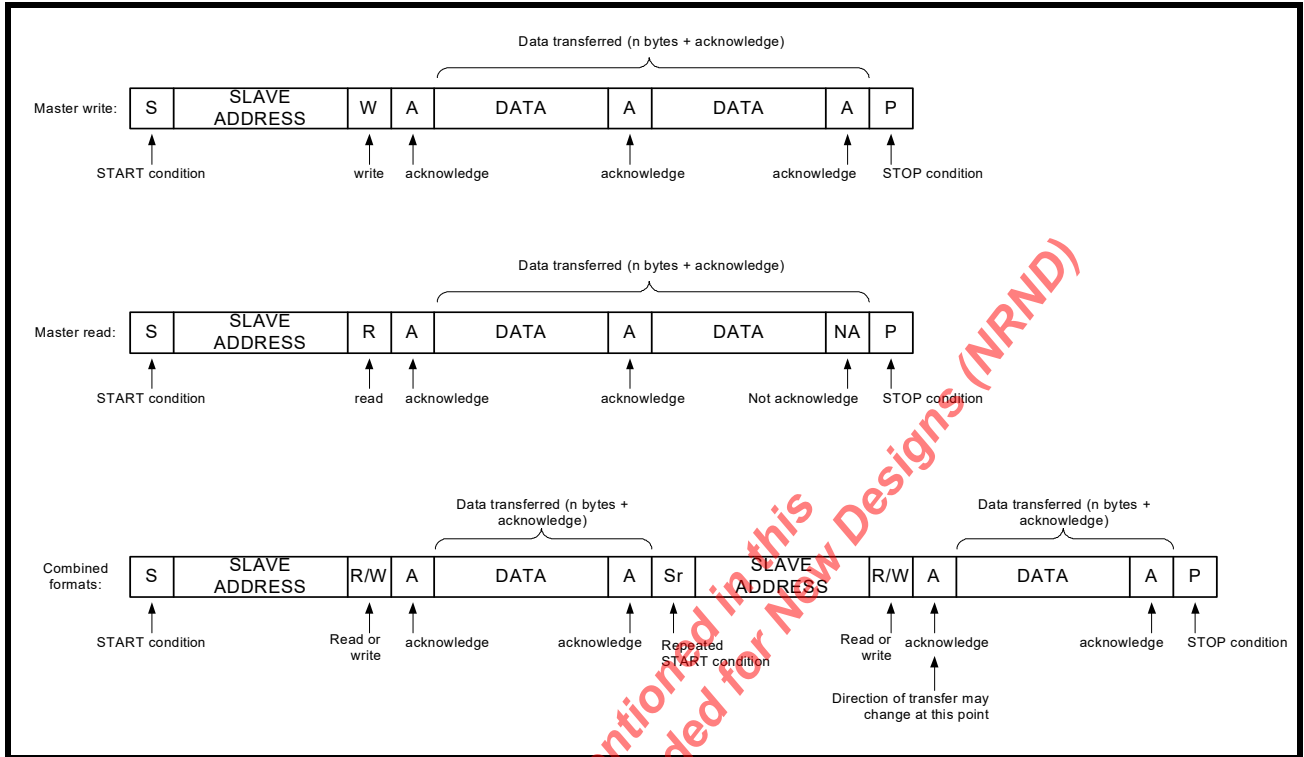 Data transferred (n bytes + acknowledge)
Master write:
S
SLAVE
ADDRESS
W
A
DATA
A
DATA
A
P
START condition
write
acknowledge
acknowledge
acknowledge
STOP condition
Data transferred (n bytes + acknowledge)
Master read:
S
SLAVE
ADDRESS
R
A
DATA
A
DATA
NA
P
START condition
read
acknowledge
acknowledge
Not acknowledge
STOP condition
Data transferred (n bytes +
acknowledge)
Data transferred (n bytes +
acknowledge)
Combined
formats:
S
SLAVE
ADDRESS
R/W
A
DATA
A
Sr
SLAVE
ADDRESS
R/W
A
DATA
A
P
START condition
Read or
write
acknowledge
acknowledge
Repeated
START condition
Read or
write
acknowledge
acknowledge
STOP condition
Direction of transfer may
change at this point
ntioned in this
ded for New Designs (NRND)